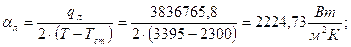 α_л = q_л / (2·(T − T_ст)) = 3836765,8 / (2·(3395 − 2300)) = 2224,73 Вт/м²К;